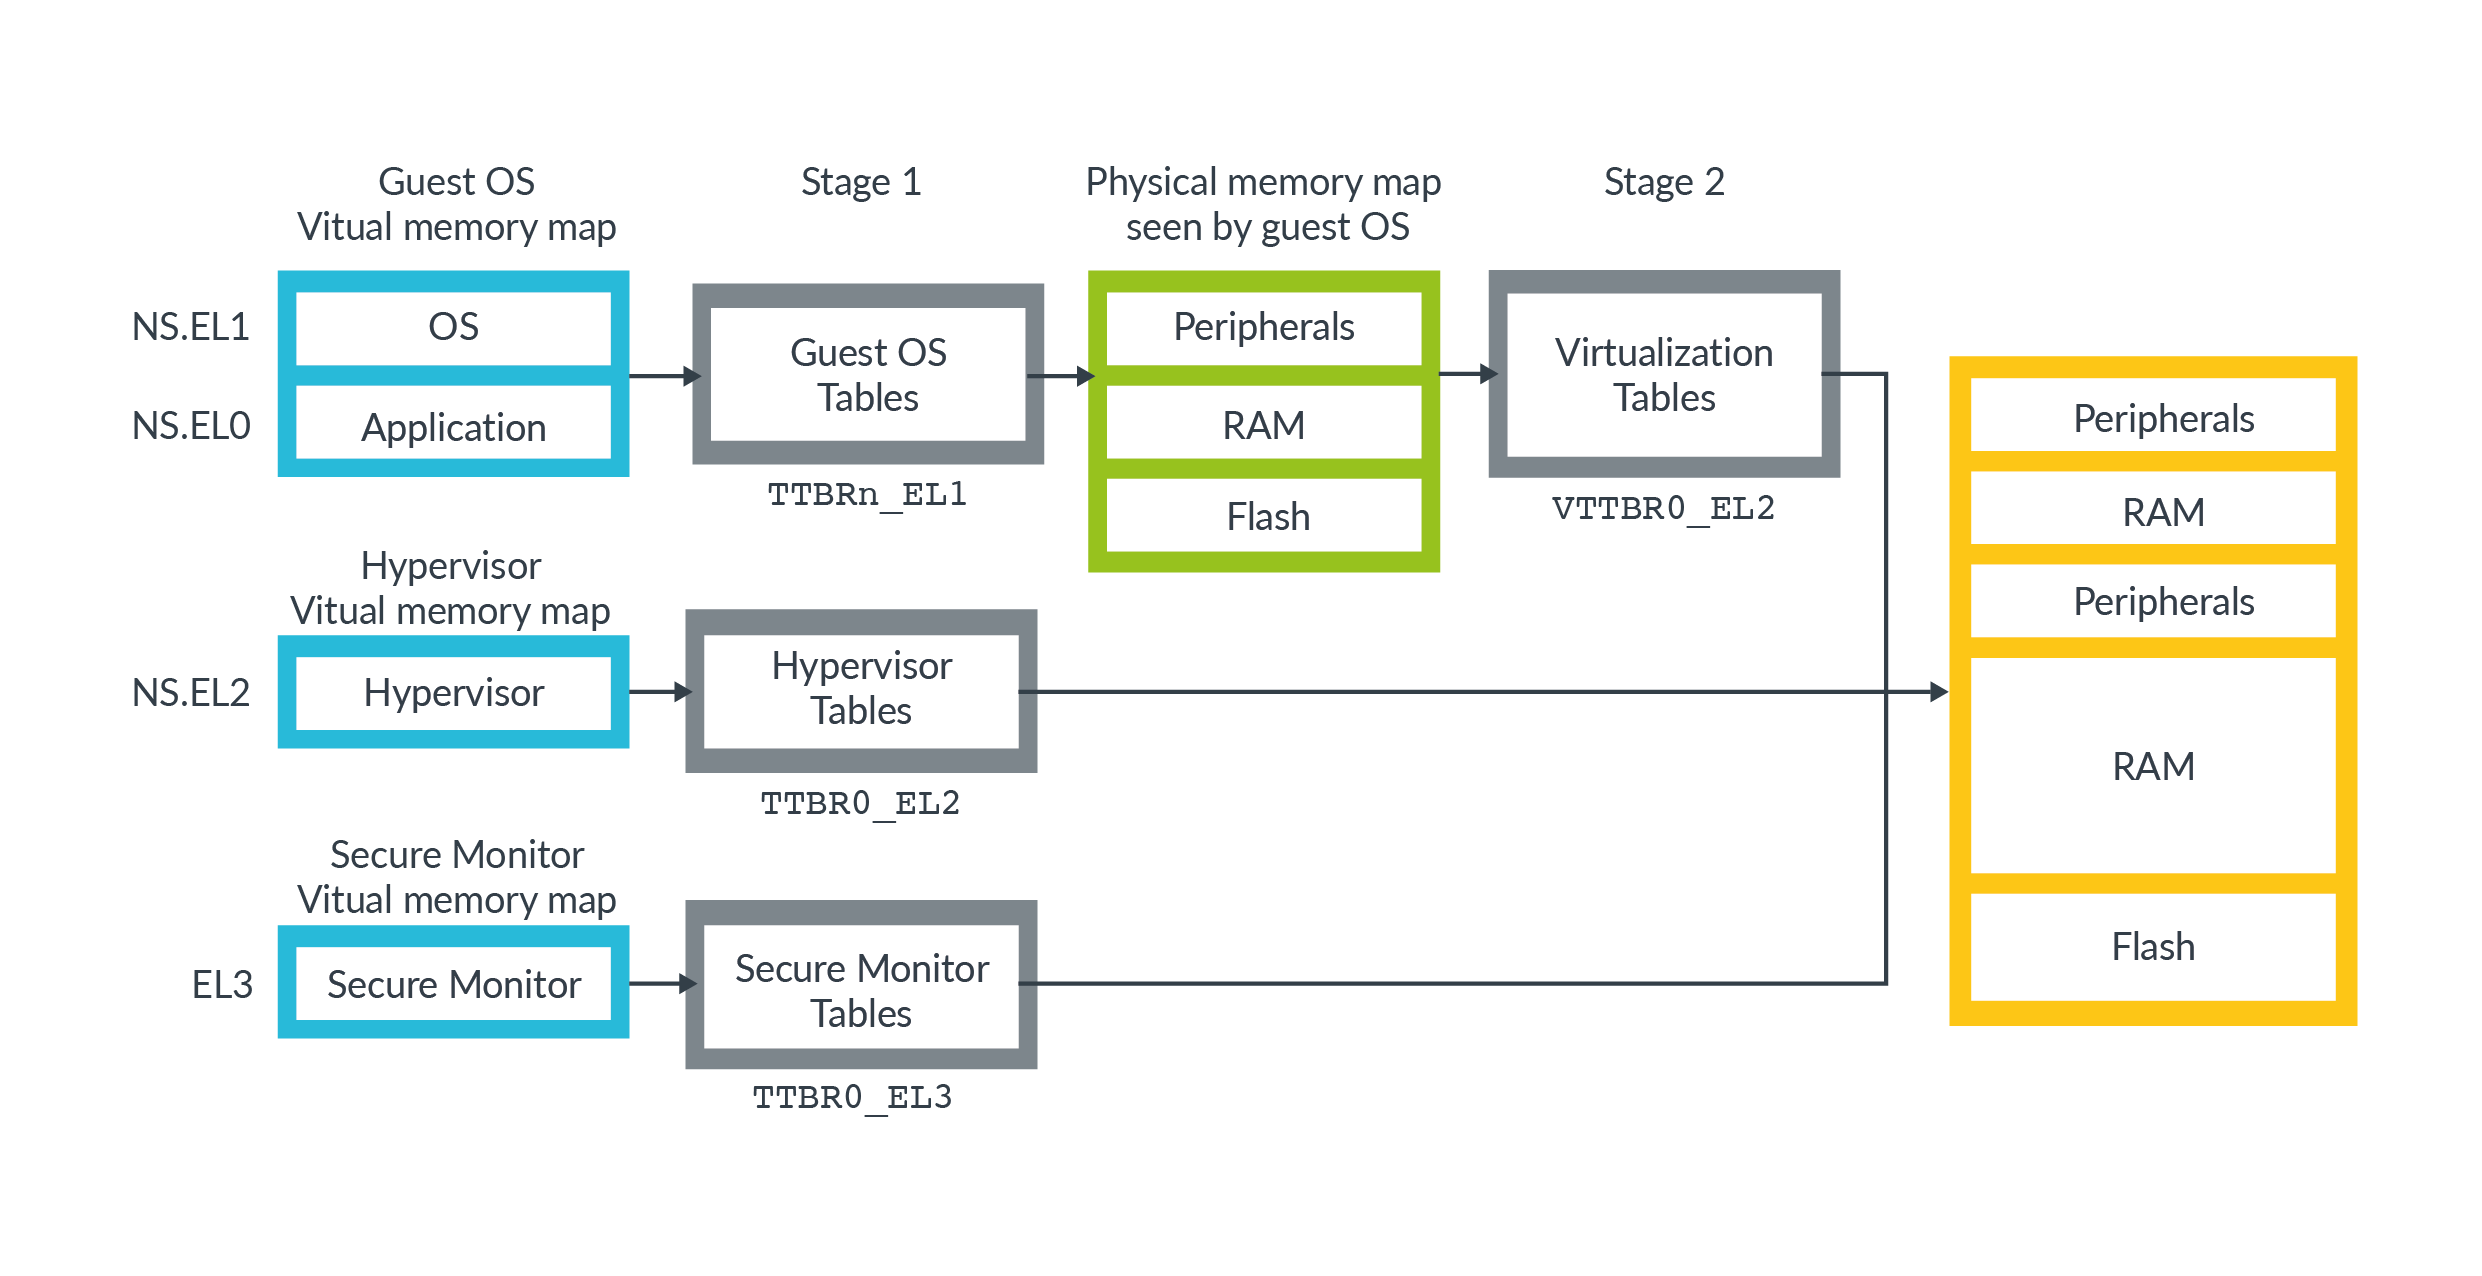 Guest OS
Vitual memory map
Stage 1
Physical memory map
seen by guest OS
Stage 2
NS.EL1
OS
NS.EL0
Application
Guest OS
Tables
TTBRn_EL1
Peripherals
RAM
Flash
Virtualization
Tables
VTTBR0_EL2
Hypervisor
Vitual memory map
NS.EL2
Hypervisor
Hypervisor
Tables
TTBR0_EL2
Secure Monitor
Vitual memory map
EL3
Secure Monitor
Secure Monitor
Tables
TTBR0_EL3
Peripherals
RAM
Peripherals
RAM
Flash